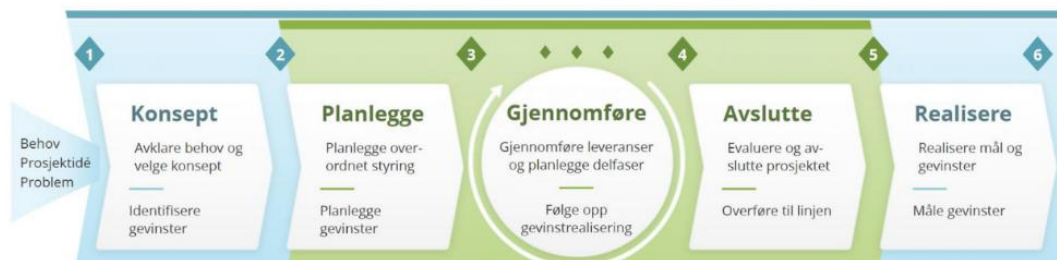 1
2
3
4
5
6
Behov
Prosjektidé
Problem
Konsept
Avklare behov og
velge konsept
Identifisere
gevinster
Planlegge
Planlegge over-
ordnet styring
Planlegge
gevinster
Gjennomføre
Gjennomføre leveranser
og planlegge delfaser
Følge opp
gevinstrealisering
Avslutte
Evaluere og av-
slutte prosjektet
Overføre til linjen
Realisere
Realisere mål og
gevinster
Måle gevinster